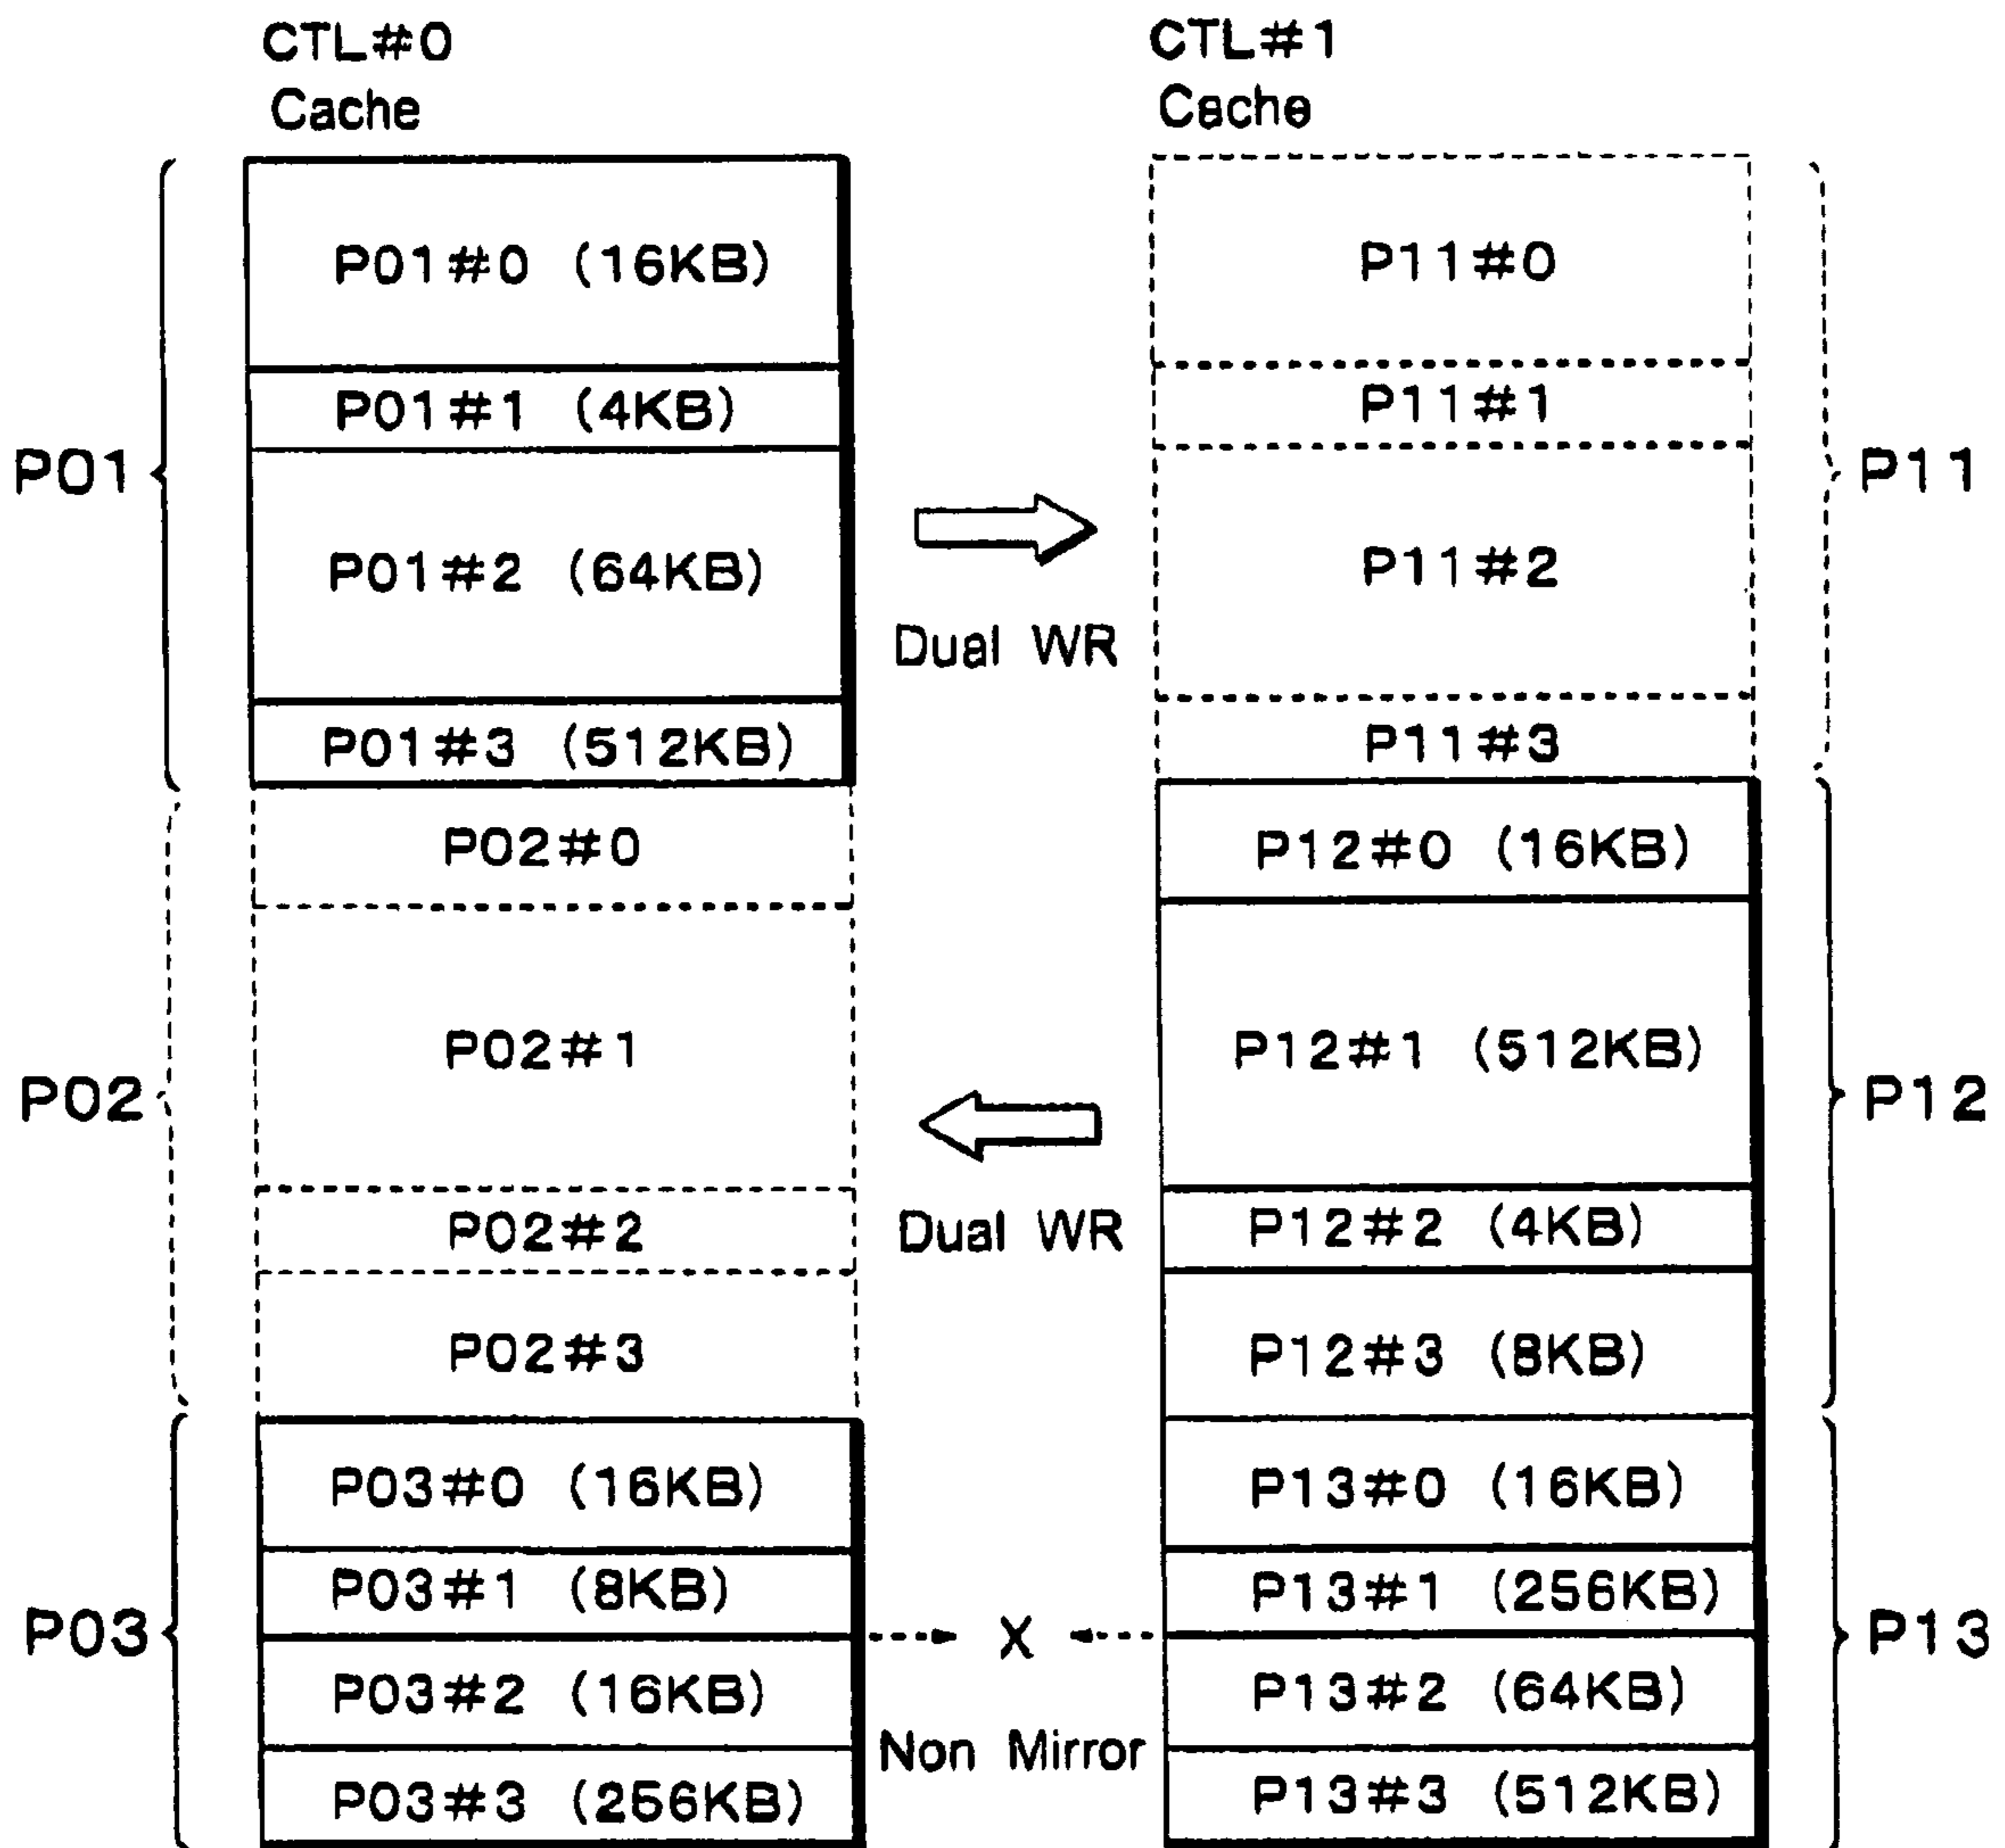 CTL#0
Cache
CTL#1
Cache
P01
P01#0 (16KB)
P01#1 (4KB)
P01#2 (64KB)
P01#3 (512KB)
Dual WR
P11#0
P11#1
P11#2
P11#3
P11
P02
P02#0
P02#1
P02#2
P02#3
Dual WR
P12#0 (16KB)
P12#1 (512KB)
P12#2 (4KB)
P12#3 (8KB)
P12
P03
P03#0 (16KB)
P03#1 (8KB)
P03#2 (16KB)
P03#3 (256KB)
X
Non Mirror
P13#0 (16KB)
P13#1 (256KB)
P13#2 (64KB)
P13#3 (512KB)
P13